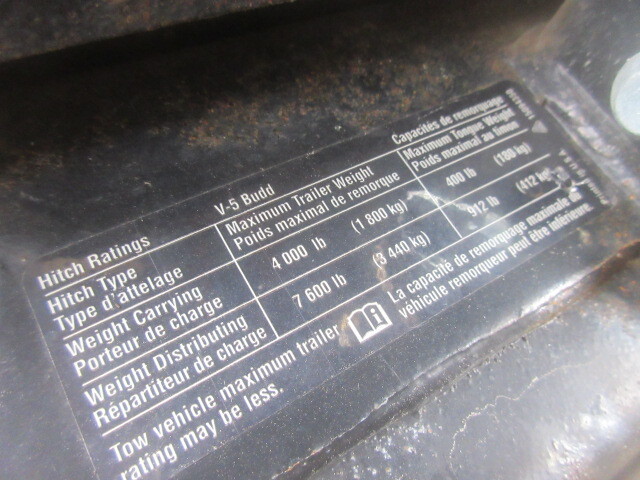 Hitch Ratings V-5 Budd Capacités de remorquage
Hitch Type Maximum Trailer Weight Maximum Tongue Weight
Type d'attelage Poids maximal de remorque Poids maximal au timon
Weight Carrying 4 000 lb (1 800 kg) 400 lb (180 kg)
Porteur de charge
Weight Distributing 7 600 lb (3 440 kg) 912 lb (412 kg)
Répartiteur de charge
Tow vehicle maximum trailer La capacité de remorquage maximale du
rating may be less. véhicule remorqueur peut être inférieure